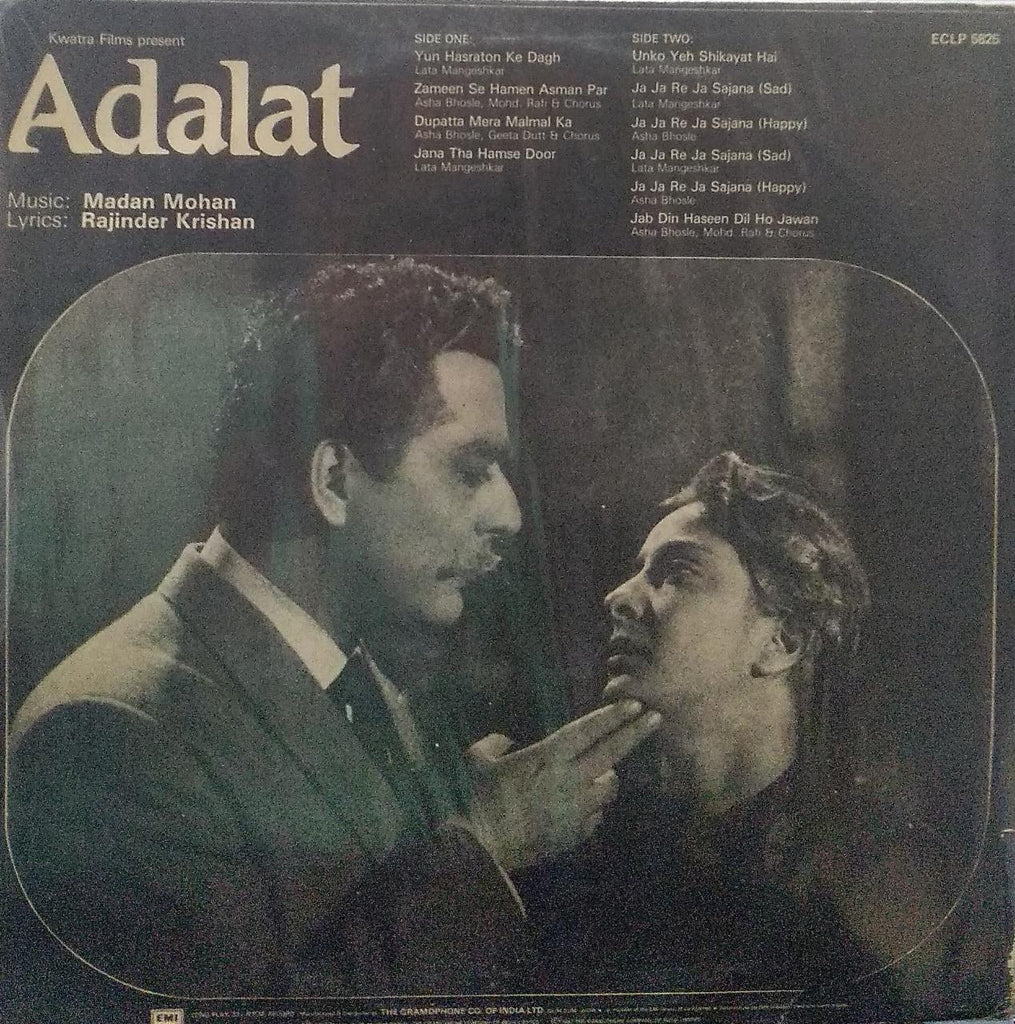 Kwatra Films present
Adalat
Music: Madan Mohan
Lyrics: Rajinder Krishan
SIDE ONE:
Yun Hasraton Ke Dagh
Lata Mangeshkar
Zameen Se Hamen Asman Par
Asha Bhosle, Mohd. Rafi & Chorus
Dupatta Mera Malmal Ka
Asha Bhosle, Geeta Dutt & Chorus
Jana Tha Hamse Door
Lata Mangeshkar
SIDE TWO:
Unko Yeh Shikayat Hai
Lata Mangeshkar
Ja Ja Re Ja Sajana (Sad)
Lata Mangeshkar
Ja Ja Re Ja Sajana (Happy)
Asha Bhosle
Ja Ja Re Ja Sajana (Sad)
Lata Mangeshkar
Ja Ja Re Ja Sajana (Happy)
Asha Bhosle
Jab Din Haseen Dil Ho Jawan
Asha Bhosle, Mohd. Rafi & Chorus
ECLP 5825
EMI
THE GRAMOPHONE CO. OF INDIA LTD